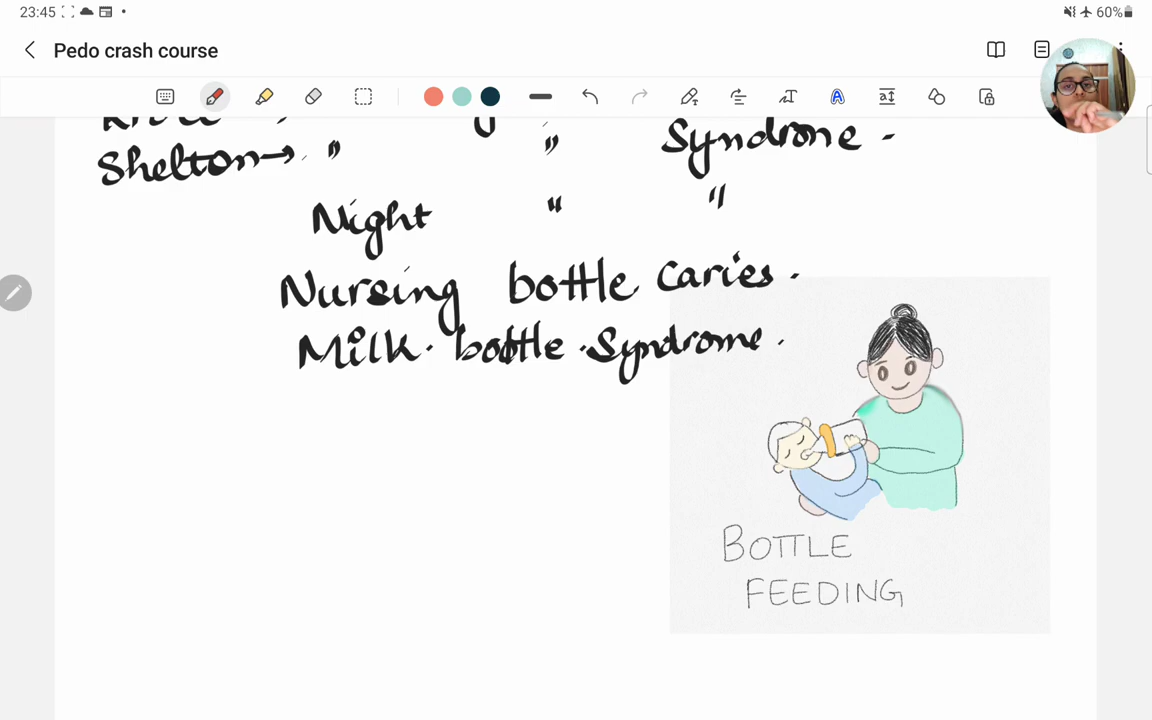 23:45
60%
Pedo crash course
Shelton → " " Syndrome -
Night " "
Nursing bottle caries.
Milk. bottle. Syndrome.
BOTTLE
FEEDING